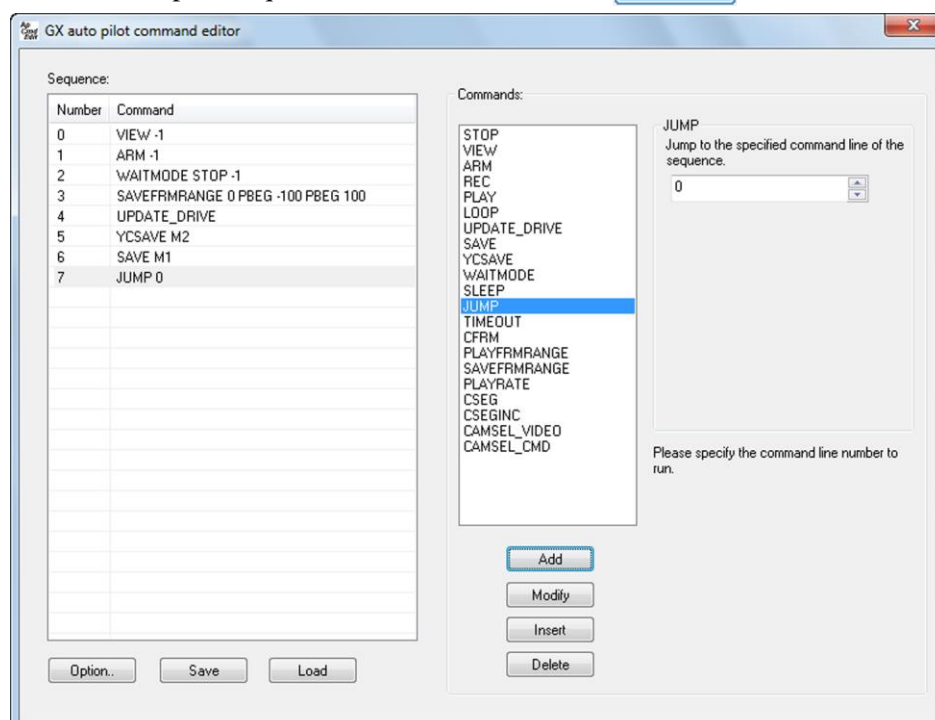 GX auto pilot command editor
Sequence:
Number Command
0 VIEW -1
1 ARM -1
2 WAITMODE STOP -1
3 SAVEFRMRANGE 0 PBEG -100 PBEG 100
4 UPDATE_DRIVE
5 YCSAVE M2
6 SAVE M1
7 JUMP 0
Option..
Save
Load
Commands:
STOP
VIEW
ARM
REC
PLAY
LOOP
UPDATE_DRIVE
SAVE
YCSAVE
WAITMODE
SLEEP
JUMP
TIMEOUT
CFRM
PLAYFRMRANGE
SAVEFRMRANGE
PLAYRATE
CSEG
CSEGINC
CAMSEL_VIDEO
CAMSEL_CMD
Add
Modify
Insert
Delete
JUMP
Jump to the specified command line of the
sequence.
0
Please specify the command line number to
run.